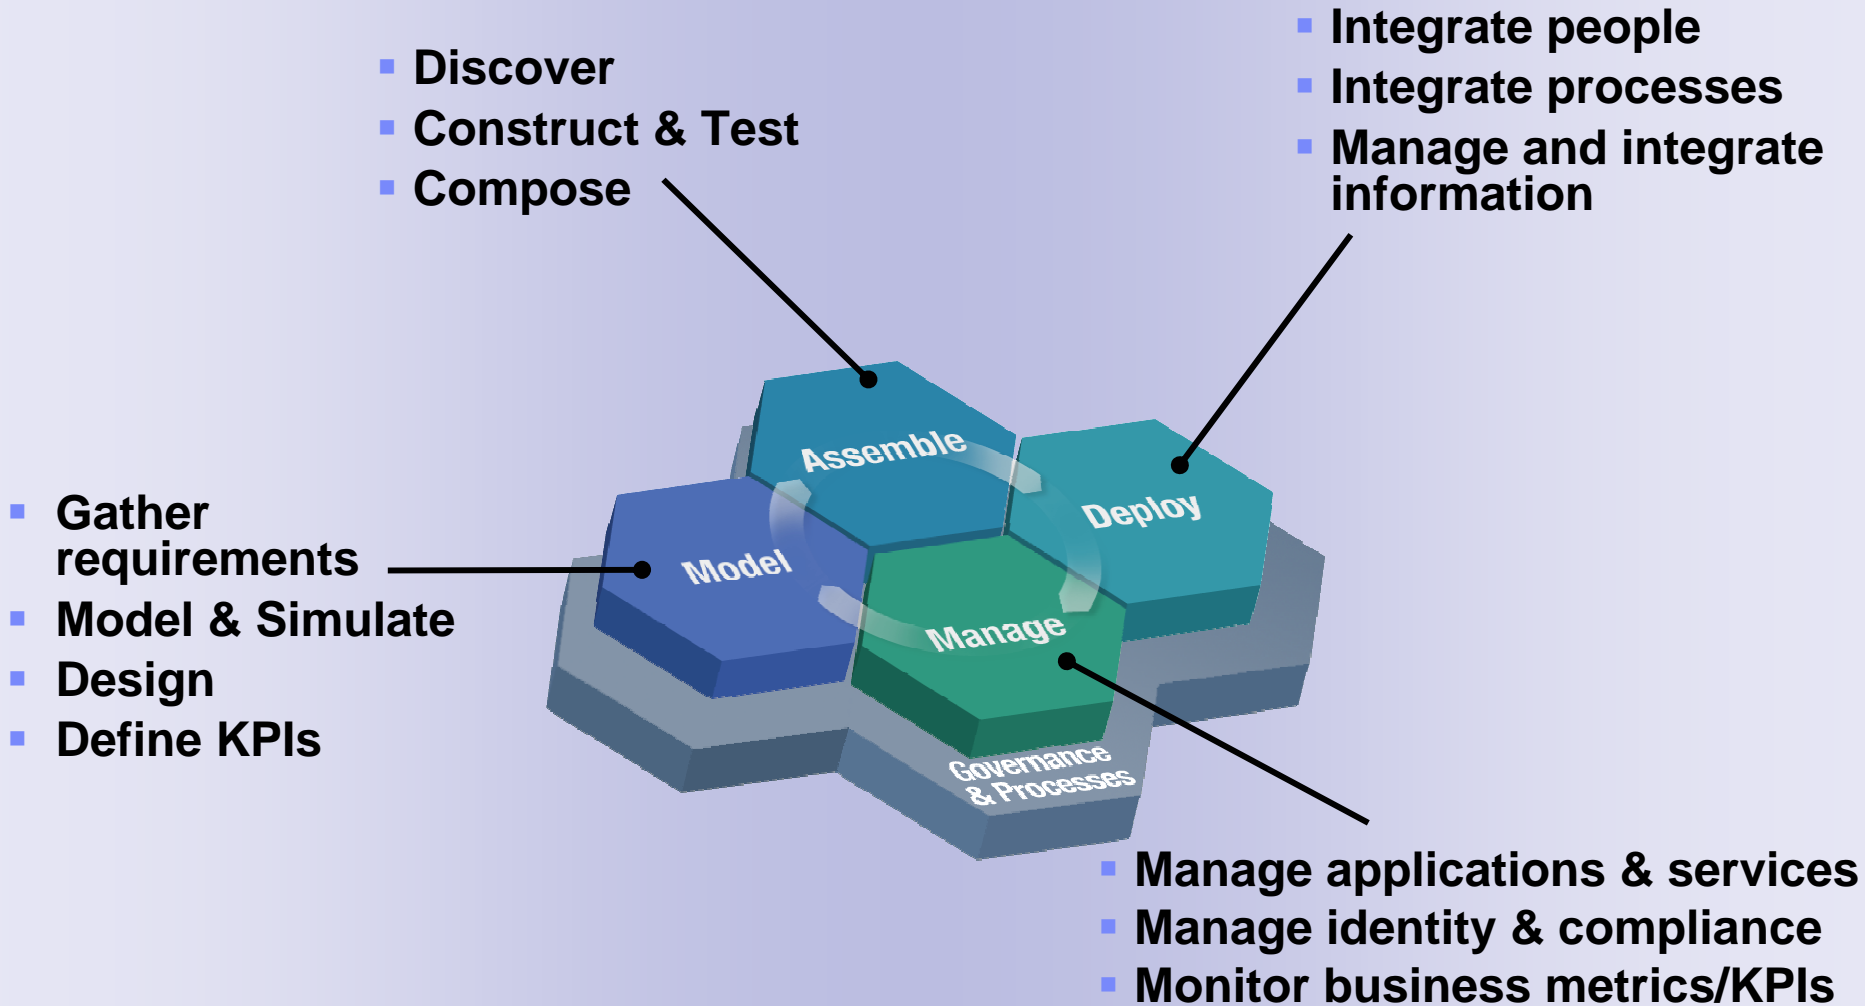 Discover
Construct & Test
Compose
Integrate people
Integrate processes
Manage and integrate
information
Gather
requirements
Model & Simulate
Design
Define KPIs
Assemble
Deploy
Model
Manage
Governance
& Processes
Manage applications & services
Manage identity & compliance
Monitor business metrics/KPIs